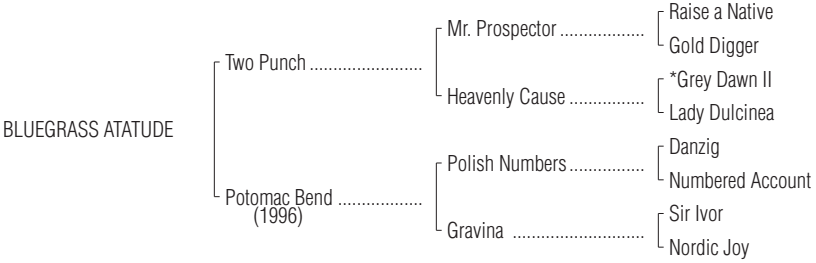 Raise a Native
Mr. Prospector ..................
Gold Digger
Two Punch ........................
*Grey Dawn II
Heavenly Cause ................
Lady Dulcinea
BLUEGRASS ATATUDE
Danzig
Polish Numbers................
Numbered Account
Potomac Bend ..................
(1996)
Sir Ivor
Gravina ............................
Nordic Joy